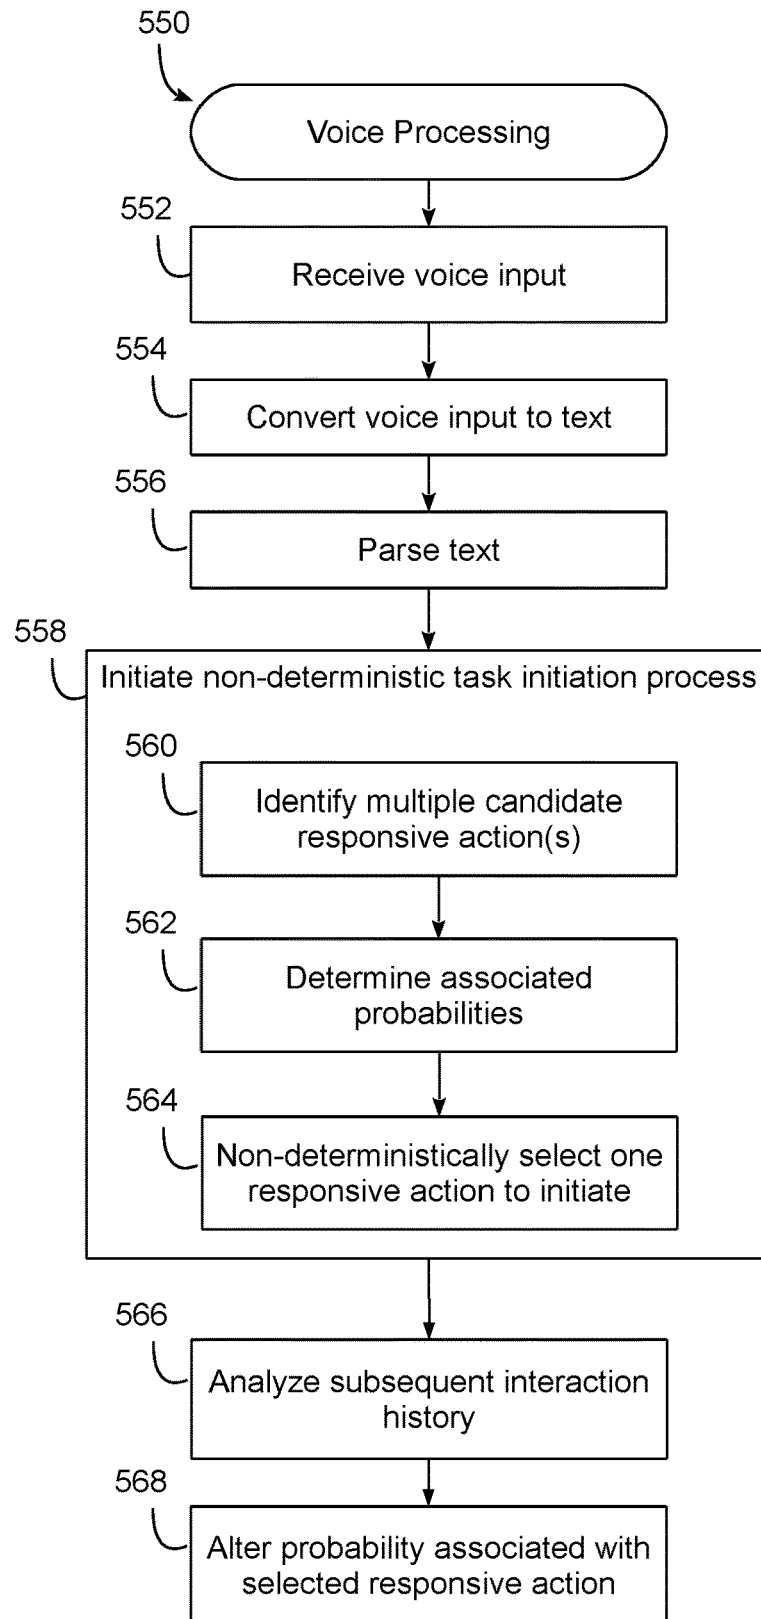 550
Voice Processing
552
Receive voice input
554
Convert voice input to text
556
Parse text
558
Initiate non-deterministic task initiation process
560
Identify multiple candidate
responsive action(s)
562
Determine associated
probabilities
564
Non-deterministically select one
responsive action to initiate
566
Analyze subsequent interaction
history
568
Alter probability associated with
selected responsive action